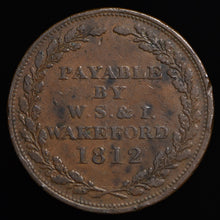 PAYABLE
BY
W. S. & I.
WAKEFORD
1812